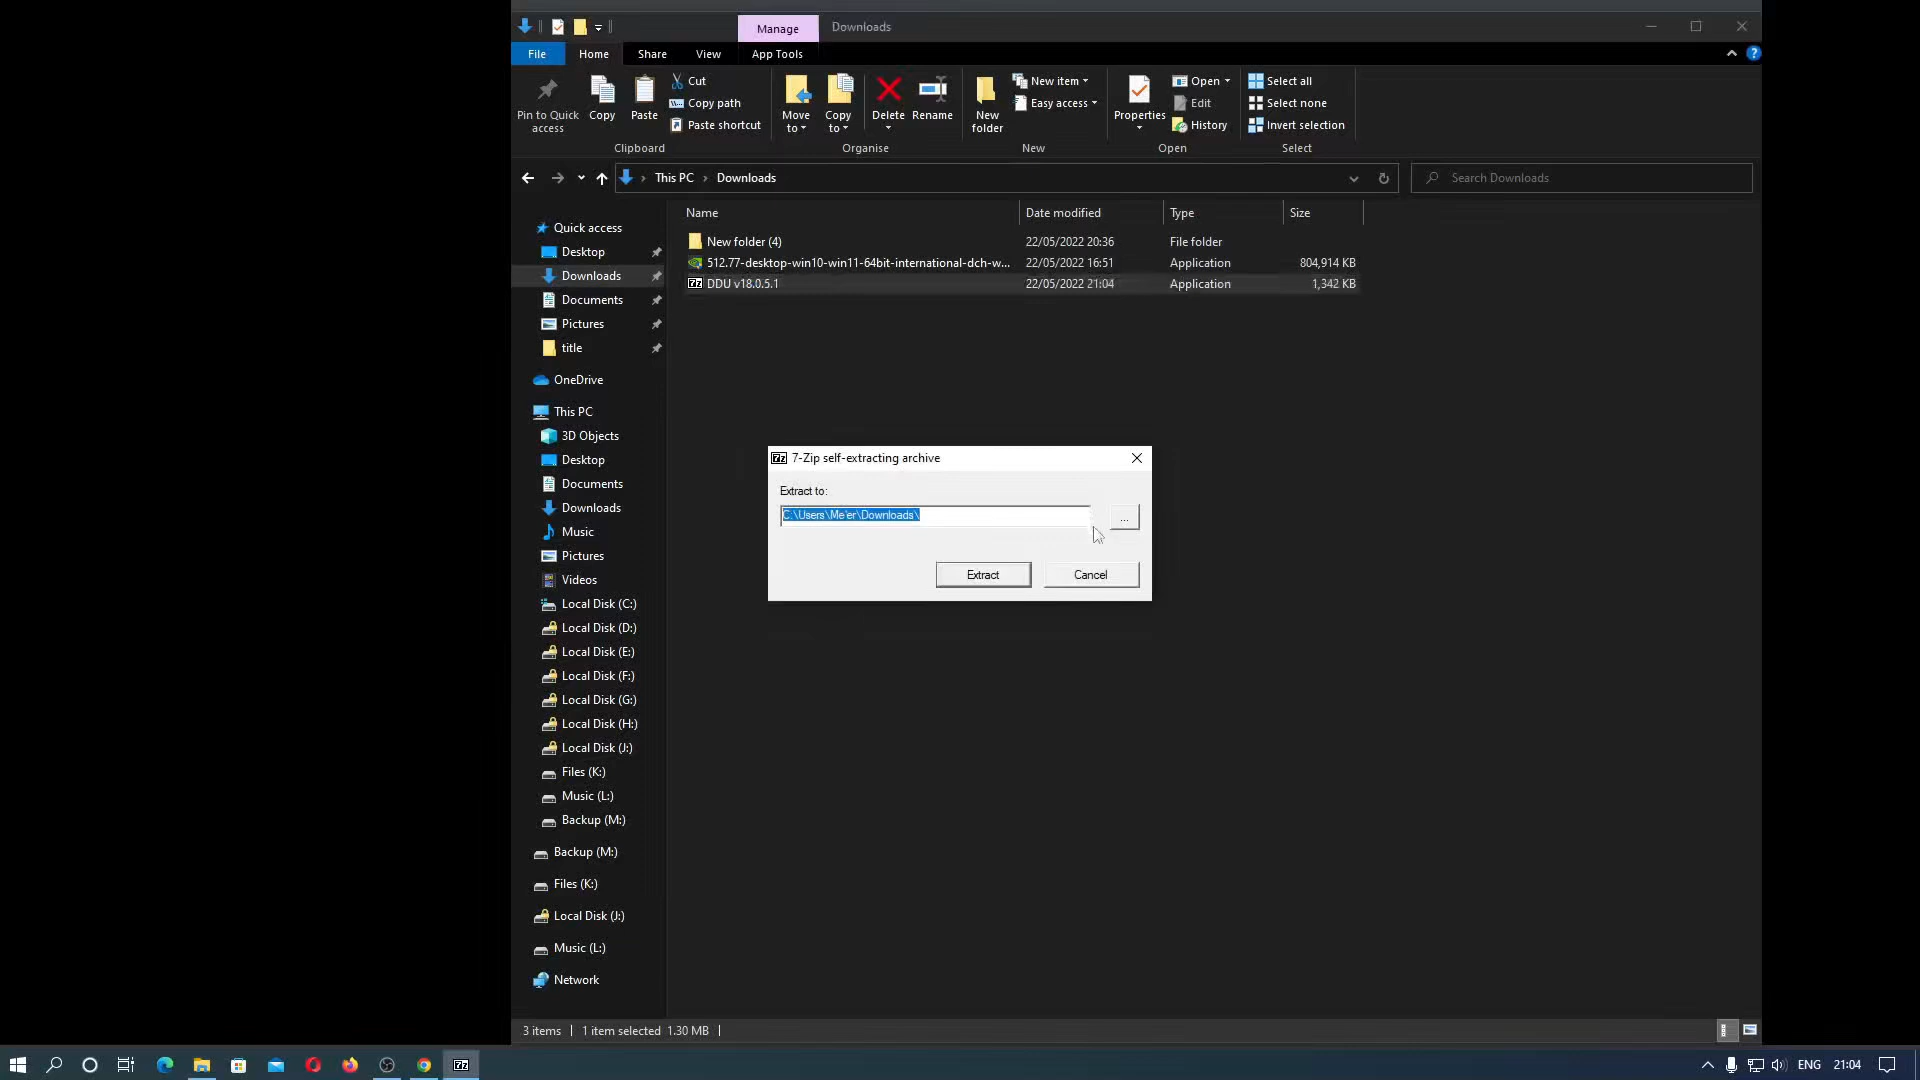 Manage
Downloads
File
Home
Share
View
App Tools
Pin to Quick
access
Copy
Paste
Cut
Copy path
Paste shortcut
Clipboard
Move
to
Copy
to
Delete
Rename
Organise
New
folder
New item
Easy access
New
Properties
Open
Edit
History
Open
Select all
Select none
Invert selection
Select
This PC
Downloads
Search Downloads
Name
Date modified
Type
Size
New folder (4)
22/05/2022 20:36
File folder
512.77-desktop-win10-win11-64bit-international-dch-w...
22/05/2022 16:51
Application
804,914 KB
DDU v18.0.5.1
22/05/2022 21:04
Application
1,342 KB
Quick access
Desktop
Downloads
Documents
Pictures
title
OneDrive
This PC
3D Objects
Desktop
Documents
Downloads
Music
Pictures
Videos
Local Disk (C:)
Local Disk (D:)
Local Disk (E:)
Local Disk (F:)
Local Disk (G:)
Local Disk (H:)
Local Disk (J:)
Files (K:)
Music (L:)
Backup (M:)
Backup (M:)
Files (K:)
Local Disk (J:)
Music (L:)
Network
7z 7-Zip self-extracting archive
Extract to:
C:\Users\Me'er\Downloads\
...
Extract
Cancel
3 items
1 item selected 1.30 MB
7z
ENG
21:04